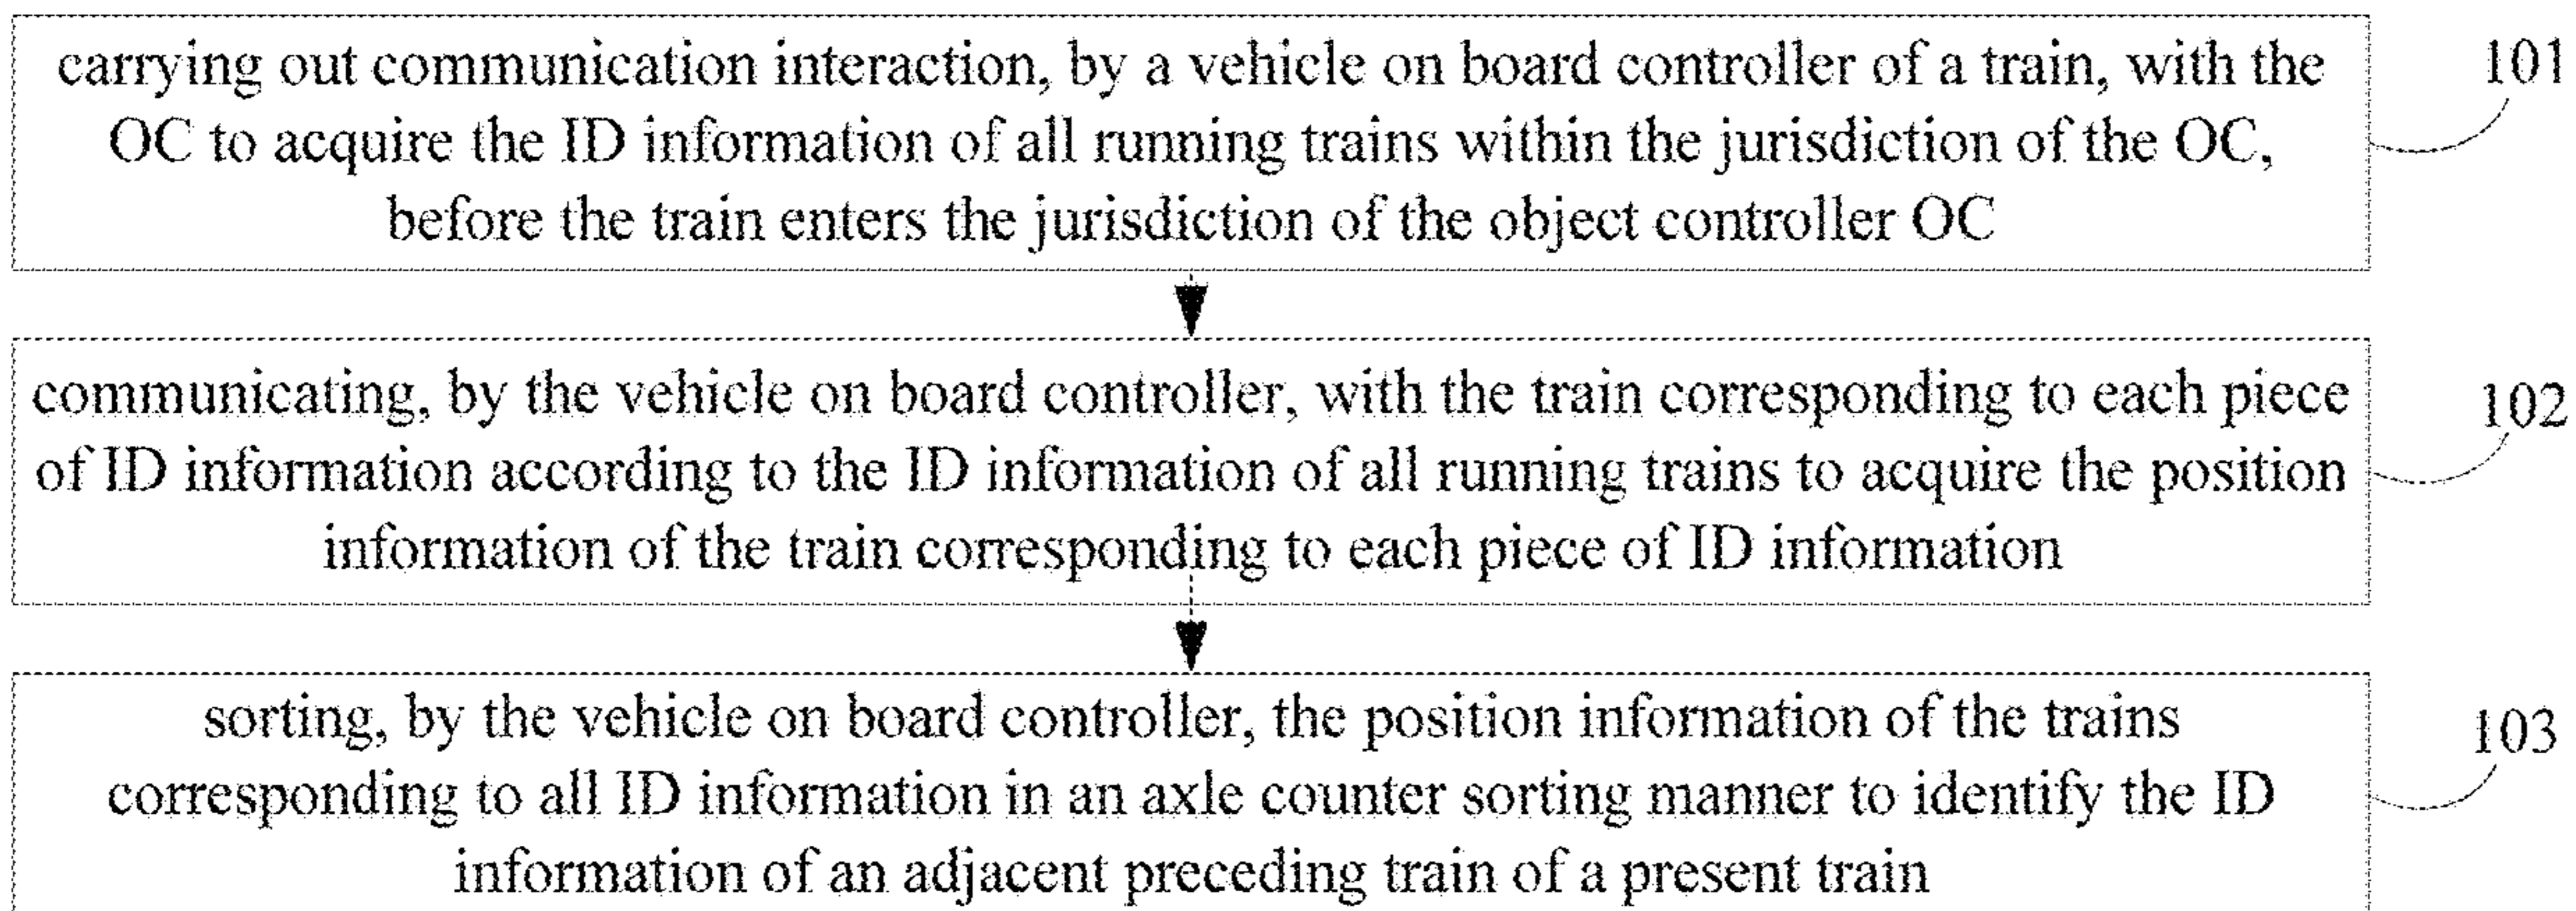 carrying out communication interaction, by a vehicle on board controller of a train, with the
OC to acquire the ID information of all running trains within the jurisdiction of the OC,
before the train enters the jurisdiction of the object controller OC
101
communicating, by the vehicle on board controller, with the train corresponding to each piece
of ID information according to the ID information of all running trains to acquire the position
information of the train corresponding to each piece of ID information
102
sorting, by the vehicle on board controller, the position information of the trains
corresponding to all ID information in an axle counter sorting manner to identify the ID
information of an adjacent preceding train of a present train
103